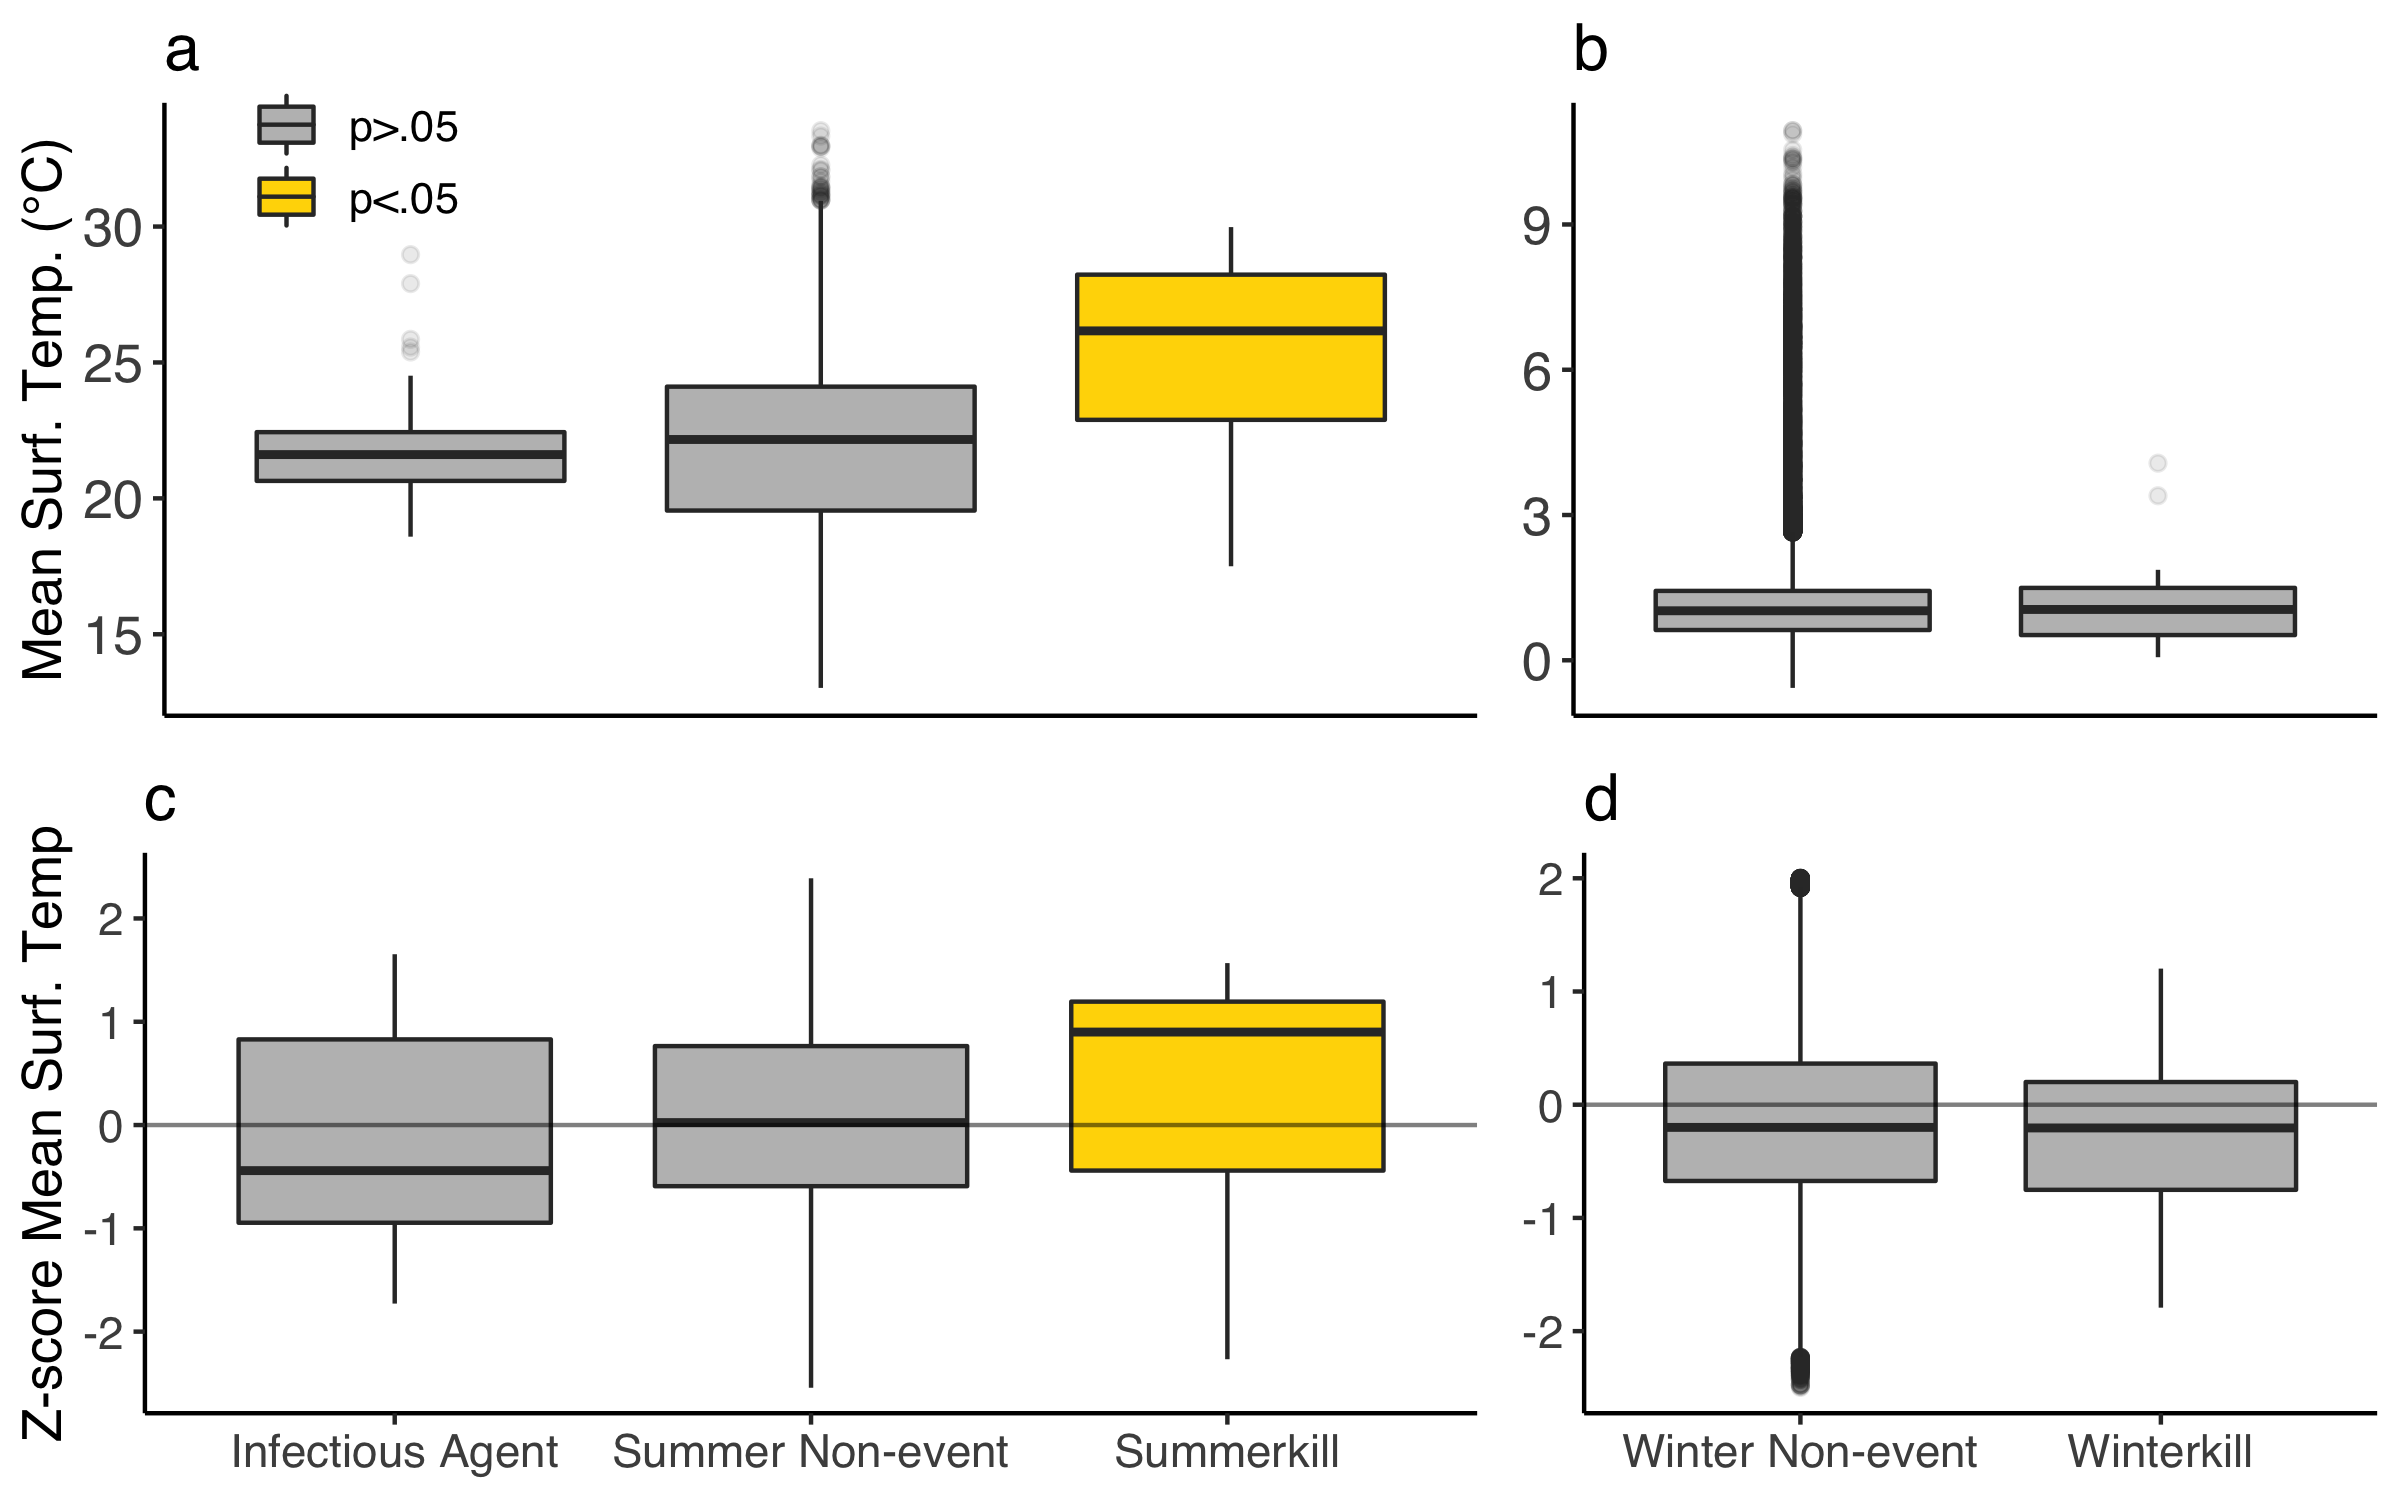 a
p>.05
p<.05
Mean Surf. Temp. (°C)
30
25
20
15
b
9
6
3
0
c
Z-score Mean Surf. Temp
2
1
0
-1
-2
Infectious Agent
Summer Non-event
Summerkill
d
2
1
0
-1
-2
Winter Non-event
Winterkill